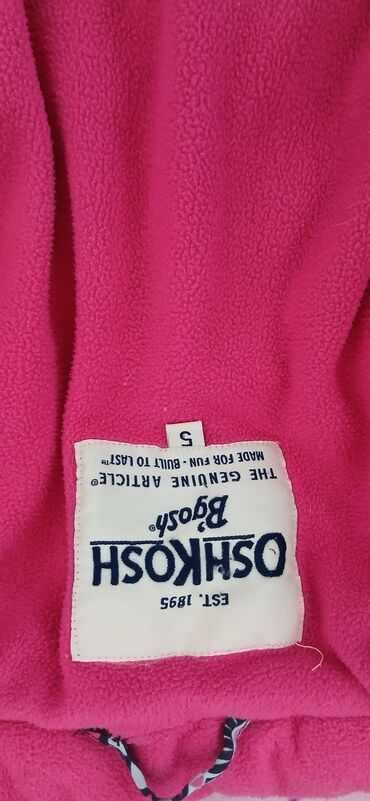 EST. 1895
OSHKOSH
B'gosh®
THE GENUINE ARTICLE®
MADE FOR FUN - BUILT TO LAST™
5